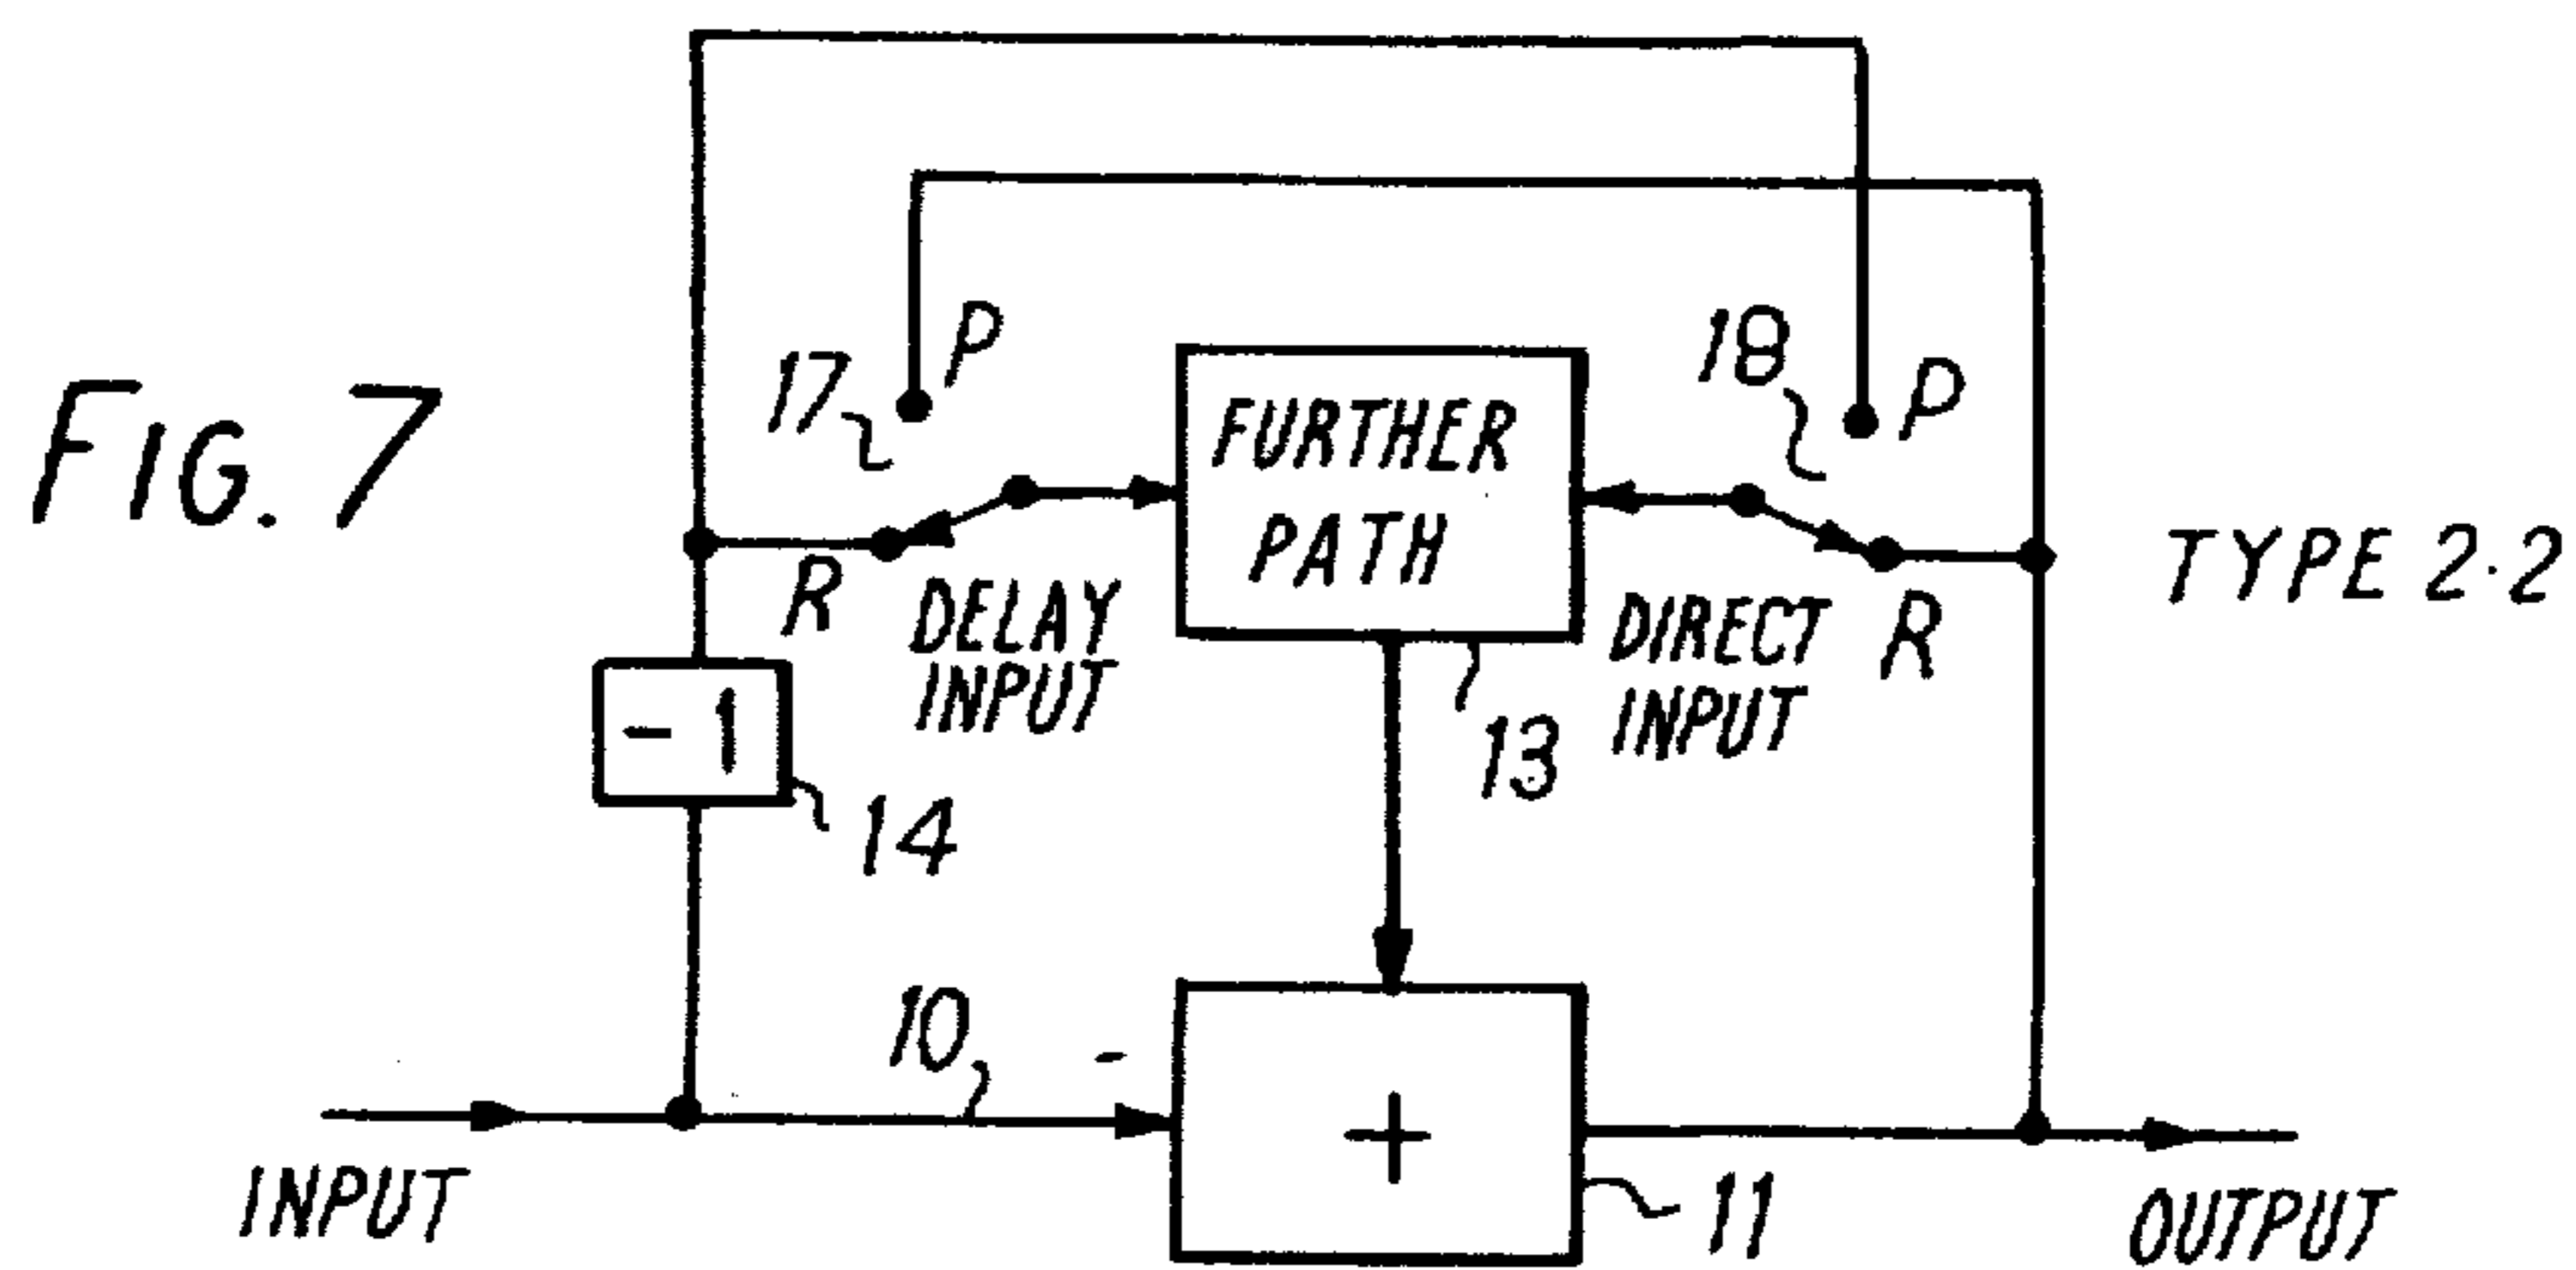 FIG. 7
17
P
18
P
FURTHER
PATH
R
DELAY
INPUT
DIRECT
INPUT
R
TYPE 2.2
13
- 1
14
10
-
+
11
INPUT
OUTPUT